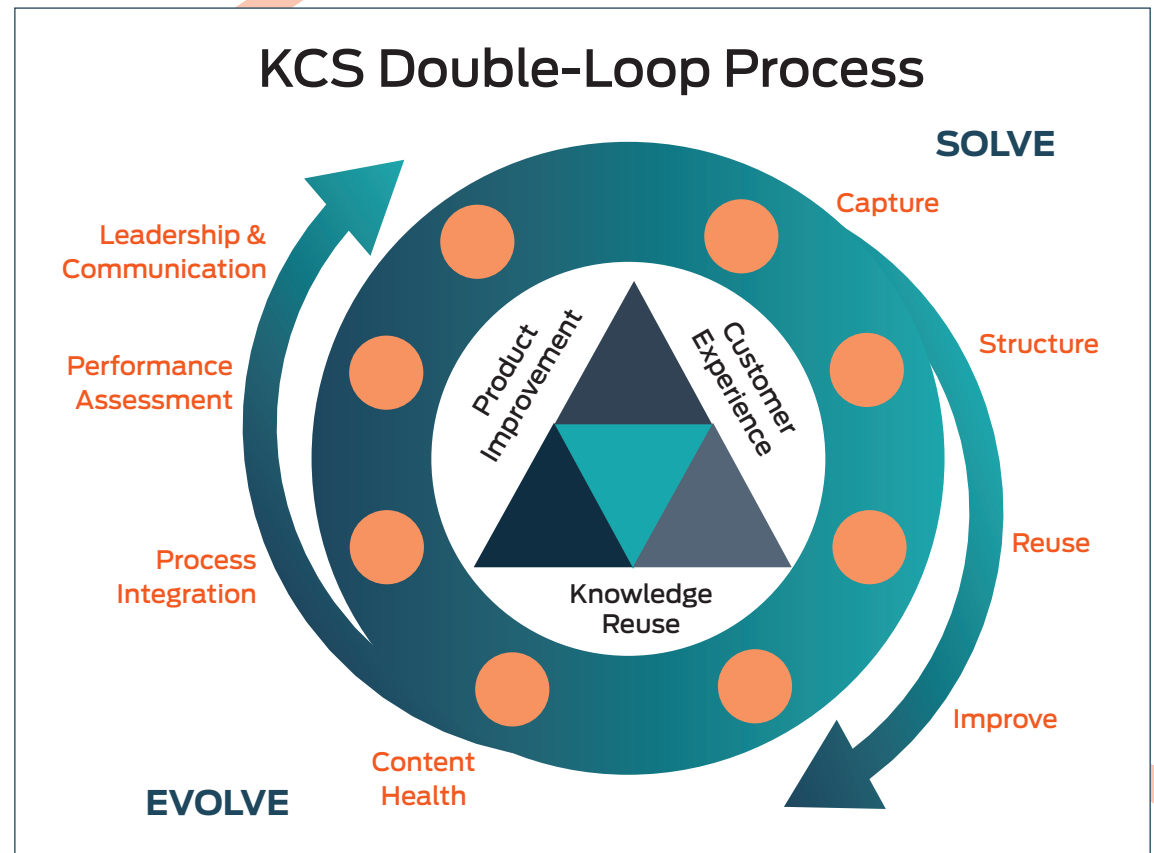 KCS Double-Loop Process
SOLVE
Capture
Structure
Reuse
Improve
Content
Health
Process
Integration
Performance
Assessment
Leadership &
Communication
EVOLVE
Product
Improvement
Customer
Experience
Knowledge
Reuse